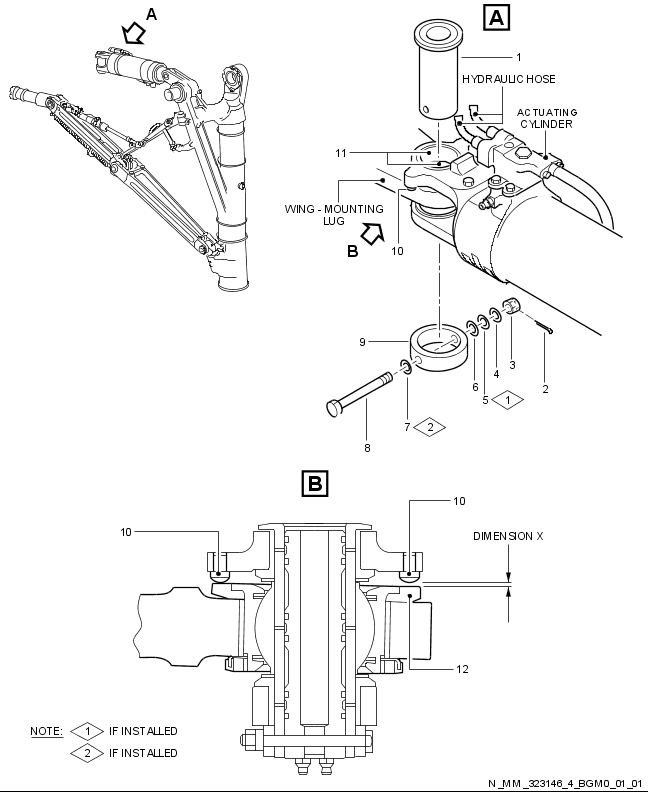 A
A
1
HYDRAULIC HOSE
ACTUATING
CYLINDER
11
WING - MOUNTING
LUG
B
10
9
3
4
6
5
1
2
7
2
8
B
10
10
DIMENSION X
12
NOTE:
1
IF INSTALLED
2
IF INSTALLED
N_MM_323146_4_BGM0_01_01